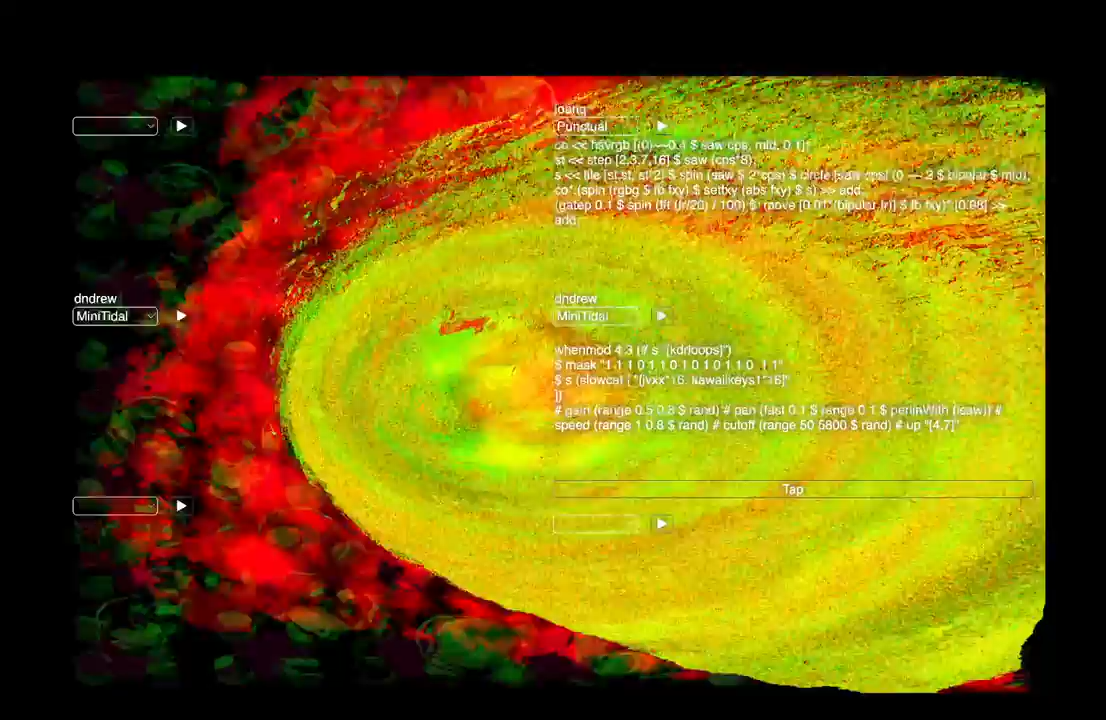 ioanq
Punctual
co << hsvrgb [(0) ~~0.1 $ saw cps, mid, 0 1];
st << step [2,3,7,16] $ saw (cps*8);
s << tile [st,st, st*2] $ spin (saw $ 2*cps) $ circle [saw cps] (0 ~~ 3 $ bipolar $ mid);
co*.(spin (rgbg $ fb fxy) $ setfxy (abs fxy) $ s) >> add;
(gatep 0.1 $ spin (fit (lr/20) / 100) $ move [0.01*(bipolar lr)] $ fb fxy)* [0.98] >>
add;
dndrew
MiniTidal
dndrew
MiniTidal
whenmod 4 3 (# s "[kdrloops]")
$ mask "1 1 1 0 1 1 0 1 0 1 0 1 1 0 1 1"
$ s (slowcat [ "[jvxx*16, kawaiikeys1*16]"
])
# gain (range 0.5 0.8 $ rand) # pan (fast 0.1 $ range 0 1 $ perlinWith (isaw)) #
speed (range 1 0.8 $ rand) # cutoff (range 50 5800 $ rand) # up "[4,7]"
Tap